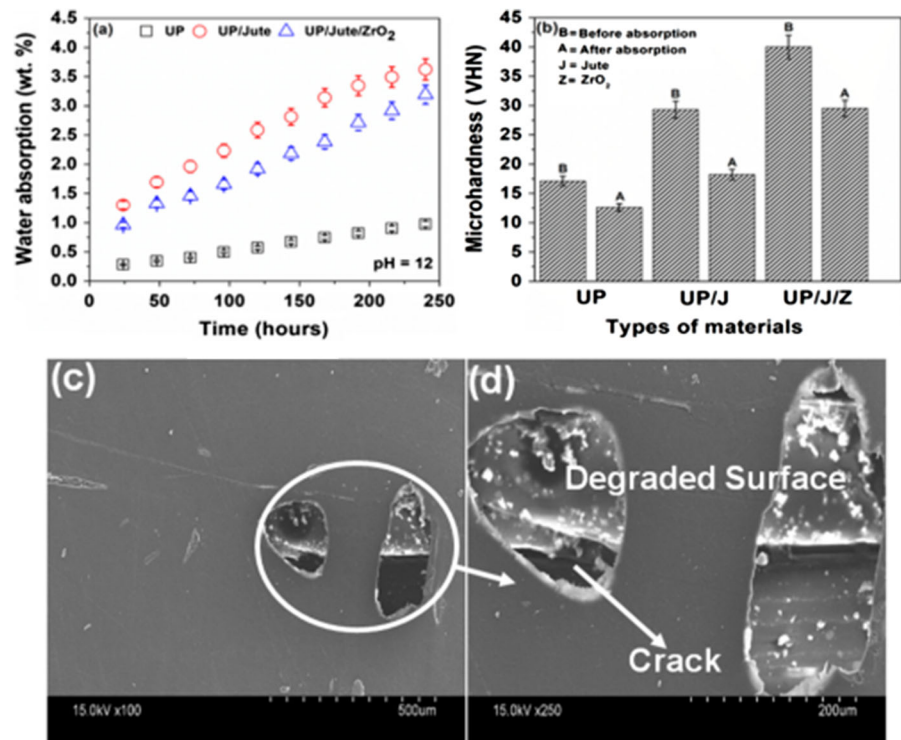 (a)
UP
UP/Jute
UP/Jute/ZrO₂
4.5
4.0
3.5
3.0
2.5
2.0
1.5
1.0
0.5
0.0
Water absorption (wt. %)
pH = 12
0
50
100
150
200
250
Time (hours)
(b)
B= Before absorption
A = After absorption
J = Jute
Z= ZrO₂
45
40
35
30
25
20
15
10
5
0
Microhardness ( VHN)
B
A
B
A
B
A
UP
UP/J
UP/J/Z
Types of materials
(c)
15.0kV x100
500um
(d)
Degraded Surface
Crack
15.0kV x250
200um